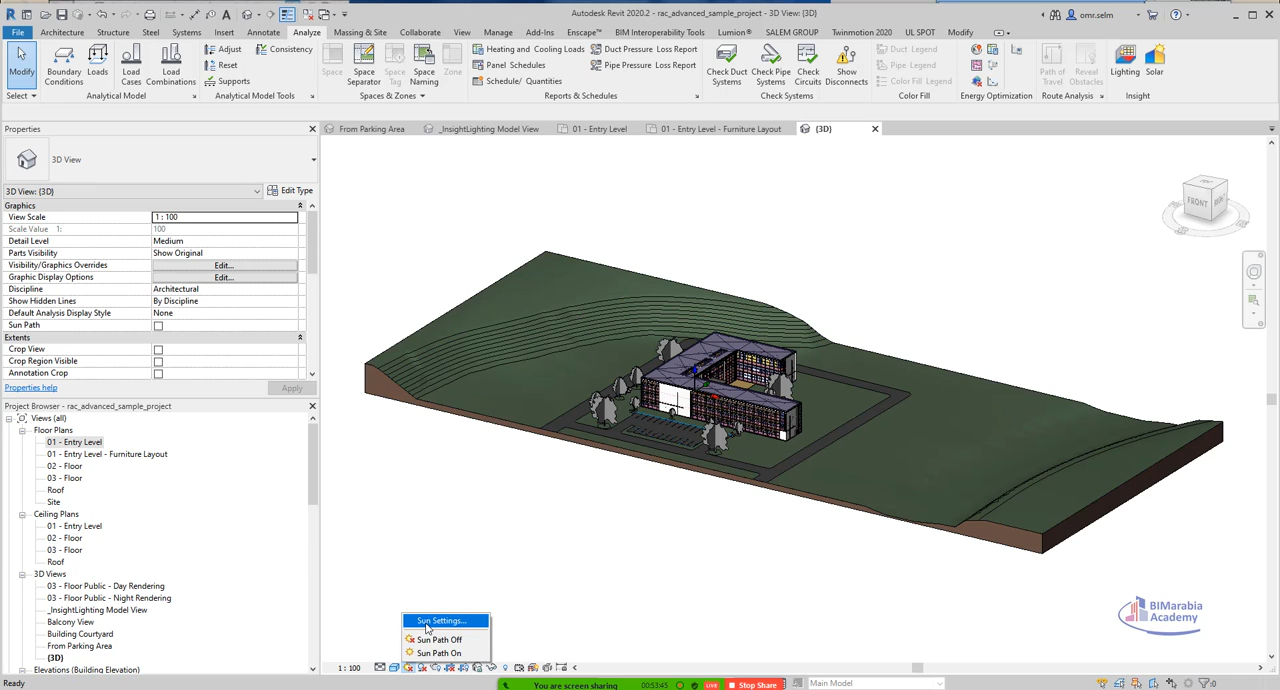 Autodesk Revit 2020.2 - rac_advanced_sample_project - 3D View: {3D}
omr.selm
File Architecture Structure Steel Systems Insert Annotate Analyze Massing & Site Collaborate View Manage Add-Ins Enscape™ BIM Interoperability Tools Lumion® SALEM GROUP Twinmotion 2020 UL SPOT Modify
Modify
Boundary Conditions
Loads
Load Cases
Load Combinations
Adjust
Reset
Supports
Consistency
Space
Space Separator
Space Tag
Space Naming
Zone
Heating and Cooling Loads
Panel Schedules
Schedule/ Quantities
Duct Pressure Loss Report
Pipe Pressure Loss Report
Check Duct Systems
Check Pipe Systems
Check Circuits
Show Disconnects
Duct Legend
Pipe Legend
Color Fill Legend
Path of Travel
Reveal Obstacles
Lighting
Solar
Select
Analytical Model
Analytical Model Tools
Spaces & Zones
Reports & Schedules
Check Systems
Color Fill
Energy Optimization
Route Analysis
Insight
Properties
From Parking Area
_InsightLighting Model View
01 - Entry Level
01 - Entry Level - Furniture Layout
{3D}
3D View
3D View: {3D}
Edit Type
Graphics
View Scale 1 : 100
Scale Value 1: 100
Detail Level Medium
Parts Visibility Show Original
Visibility/Graphics Overrides Edit...
Graphic Display Options Edit...
Discipline Architectural
Show Hidden Lines By Discipline
Default Analysis Display Style None
Sun Path
Extents
Crop View
Crop Region Visible
Annotation Crop
Properties help
Apply
FRONT
Project Browser - rac_advanced_sample_project
Views (all)
Floor Plans
01 - Entry Level
01 - Entry Level - Furniture Layout
02 - Floor
03 - Floor
Roof
Site
Ceiling Plans
01 - Entry Level
02 - Floor
03 - Floor
Roof
3D Views
03 - Floor Public - Day Rendering
03 - Floor Public - Night Rendering
_InsightLighting Model View
Balcony View
Building Courtyard
From Parking Area
{3D}
Elevations (Building Elevation)
Sun Settings...
Sun Path Off
Sun Path On
BIMarabia
Academy
1 : 100
Ready
You are screen sharing
00:53:45
LIVE
Stop Share
Main Model
:0